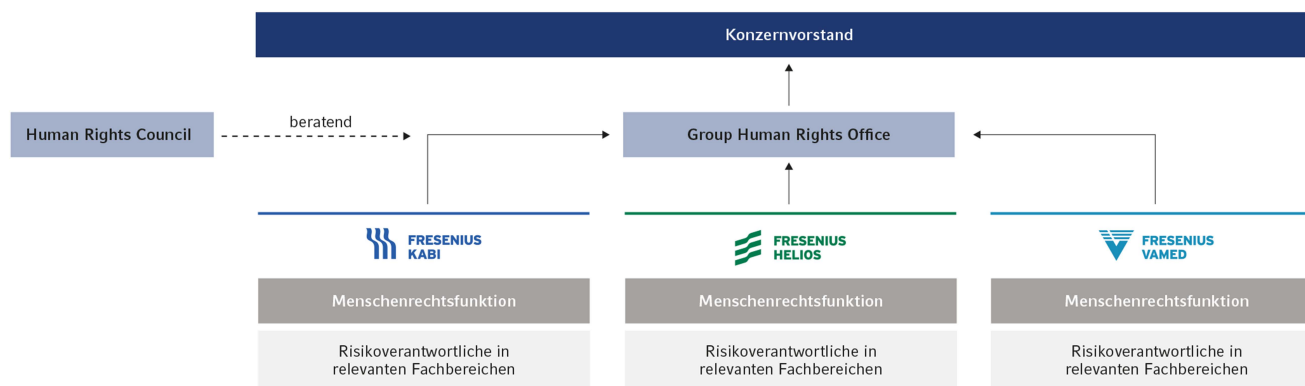 Konzernvorstand
Human Rights Council
beratend
Group Human Rights Office
FRESENIUS
KABI
FRESENIUS
HELIOS
FRESENIUS
VAMED
Menschenrechtsfunktion
Menschenrechtsfunktion
Menschenrechtsfunktion
Risikoverantwortliche in
relevanten Fachbereichen
Risikoverantwortliche in
relevanten Fachbereichen
Risikoverantwortliche in
relevanten Fachbereichen